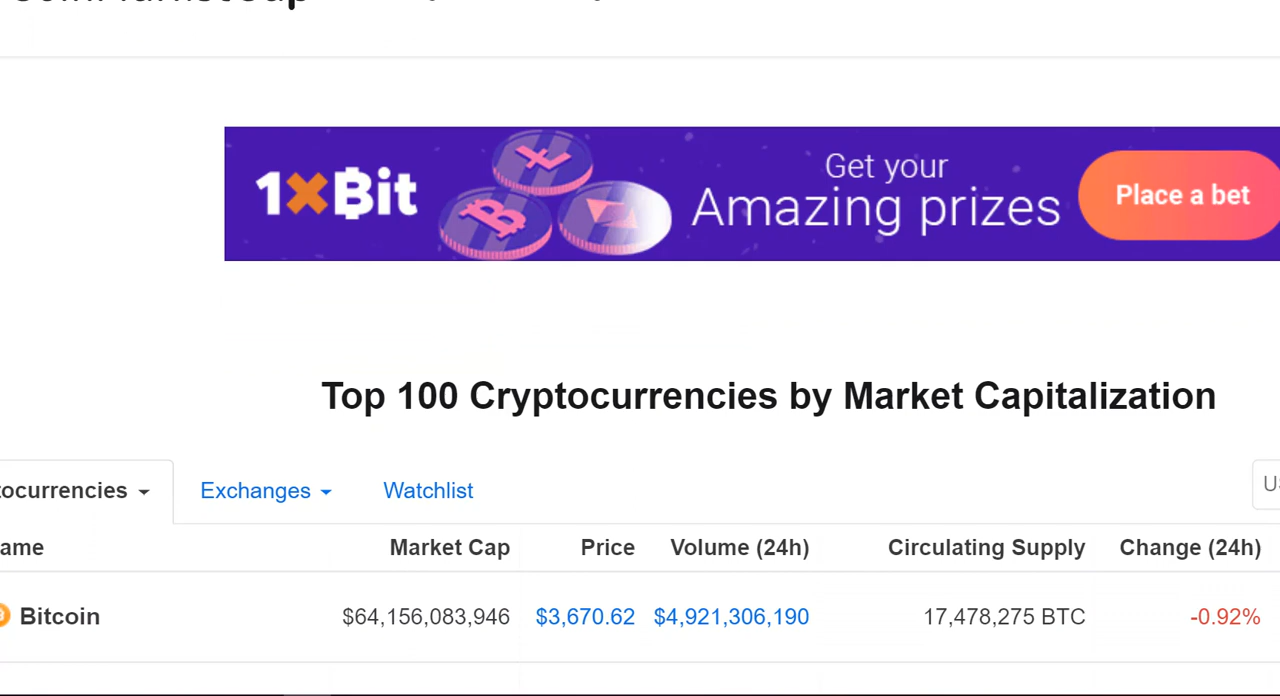 1xBit
Get your
Amazing prizes
Place a bet
Top 100 Cryptocurrencies by Market Capitalization
Exchanges
Watchlist
Market Cap Price Volume (24h) Circulating Supply Change (24h)
Bitcoin $64,156,083,946 $3,670.62 $4,921,306,190 17,478,275 BTC -0.92%